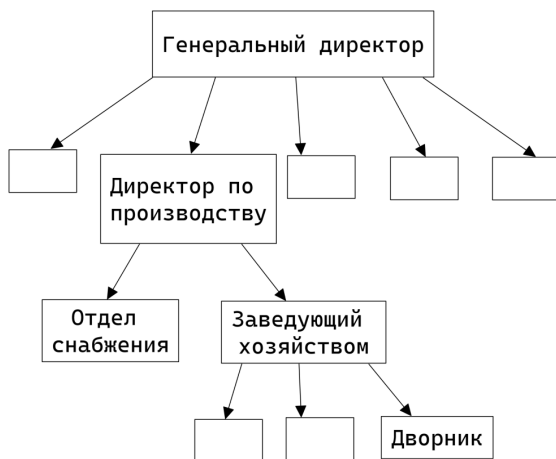 Генеральный директор
Директор по
производству
Отдел
снабжения
Заведующий
хозяйством
Дворник